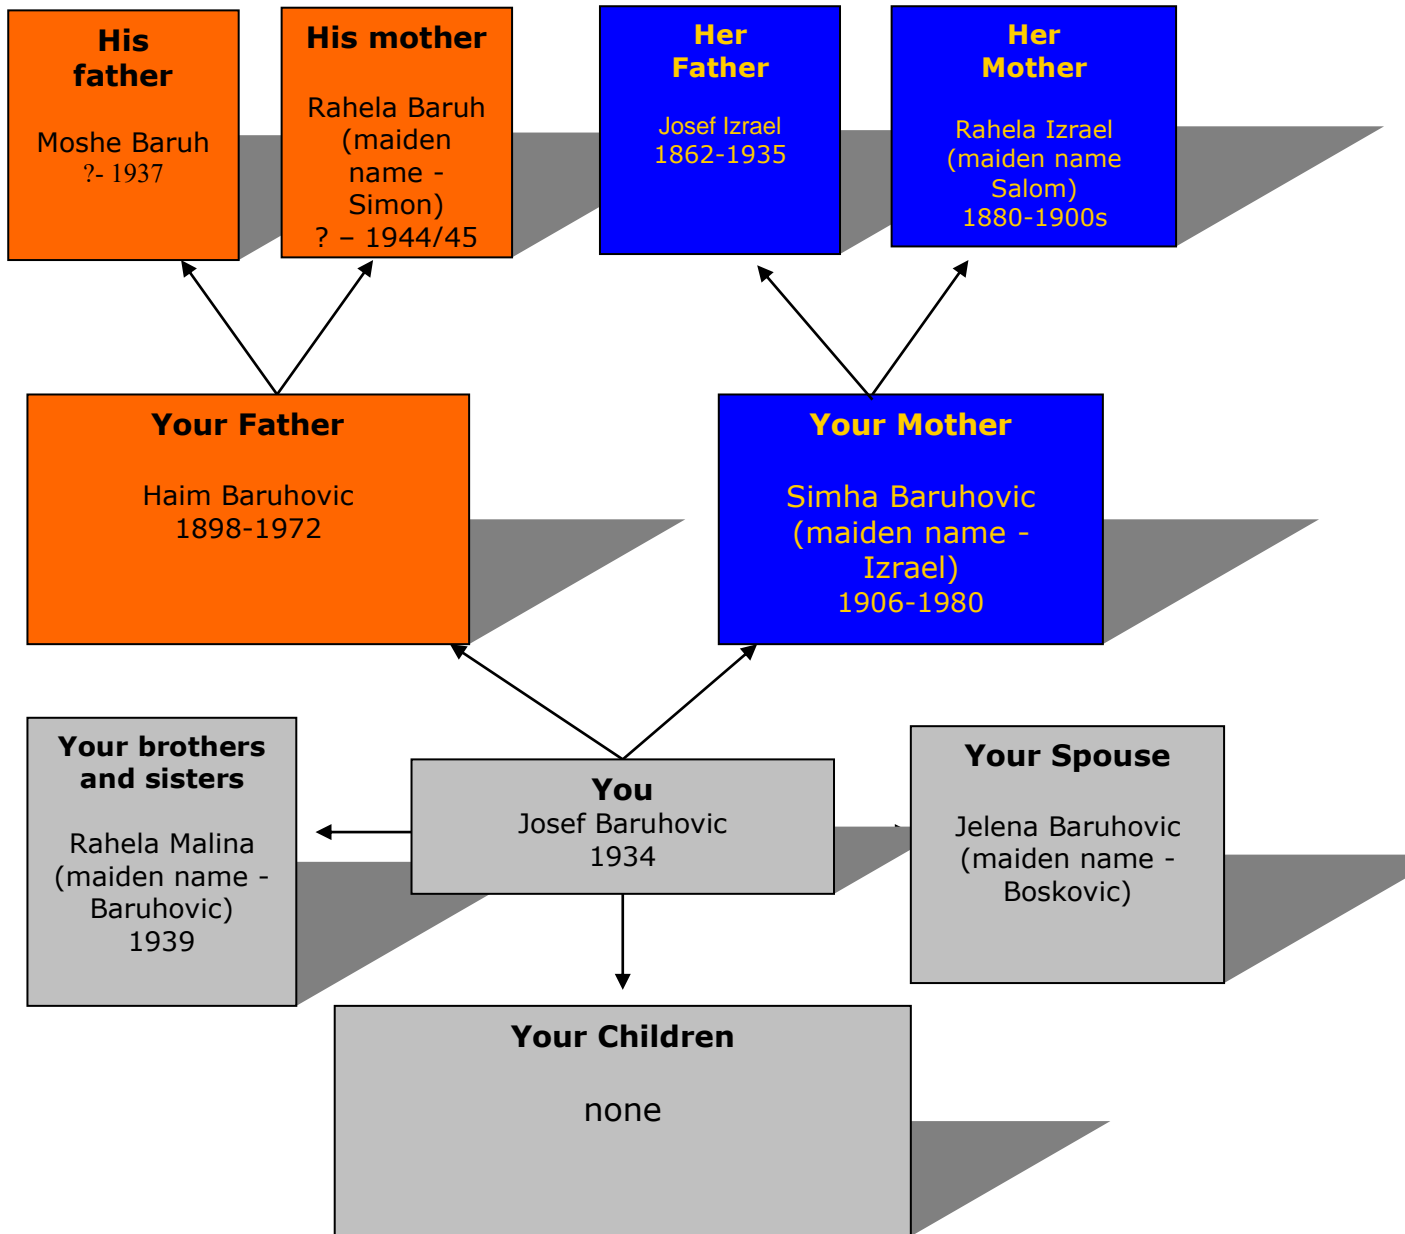 His
father
Moshe Baruh
?- 1937
His mother
Rahela Baruh
(maiden
name -
Simon)
? – 1944/45
Her
Father
Josef Izrael
1862-1935
Her
Mother
Rahela Izrael
(maiden name
Salom)
1880-1900s
Your Father
Haim Baruhovic
1898-1972
Your Mother
Simha Baruhovic
(maiden name -
Izrael)
1906-1980
Your brothers
and sisters
Rahela Malina
(maiden name -
Baruhovic)
1939
You
Josef Baruhovic
1934
Your Spouse
Jelena Baruhovic
(maiden name -
Boskovic)
Your Children
none